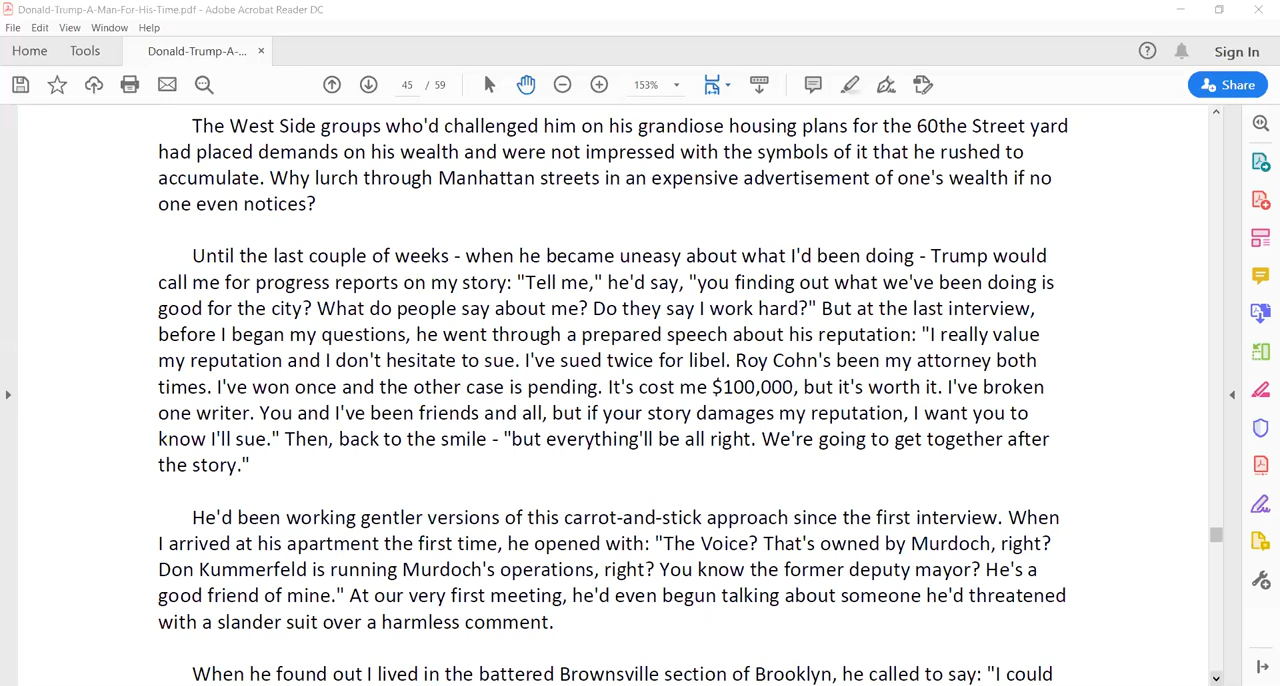 Donald-Trump-A-Man-For-His-Time.pdf - Adobe Acrobat Reader DC
File Edit View Window Help
Home Tools Donald-Trump-A-... × Sign In
45 / 59 153% Share
The West Side groups who'd challenged him on his grandiose housing plans for the 60the Street yard
had placed demands on his wealth and were not impressed with the symbols of it that he rushed to
accumulate. Why lurch through Manhattan streets in an expensive advertisement of one's wealth if no
one even notices?
Until the last couple of weeks - when he became uneasy about what I'd been doing - Trump would
call me for progress reports on my story: "Tell me," he'd say, "you finding out what we've been doing is
good for the city? What do people say about me? Do they say I work hard?" But at the last interview,
before I began my questions, he went through a prepared speech about his reputation: "I really value
my reputation and I don't hesitate to sue. I've sued twice for libel. Roy Cohn's been my attorney both
times. I've won once and the other case is pending. It's cost me $100,000, but it's worth it. I've broken
one writer. You and I've been friends and all, but if your story damages my reputation, I want you to
know I'll sue." Then, back to the smile - "but everything'll be all right. We're going to get together after
the story."
He'd been working gentler versions of this carrot-and-stick approach since the first interview. When
I arrived at his apartment the first time, he opened with: "The Voice? That's owned by Murdoch, right?
Don Kummerfeld is running Murdoch's operations, right? You know the former deputy mayor? He's a
good friend of mine." At our very first meeting, he'd even begun talking about someone he'd threatened
with a slander suit over a harmless comment.
When he found out I lived in the battered Brownsville section of Brooklyn, he called to say: "I could